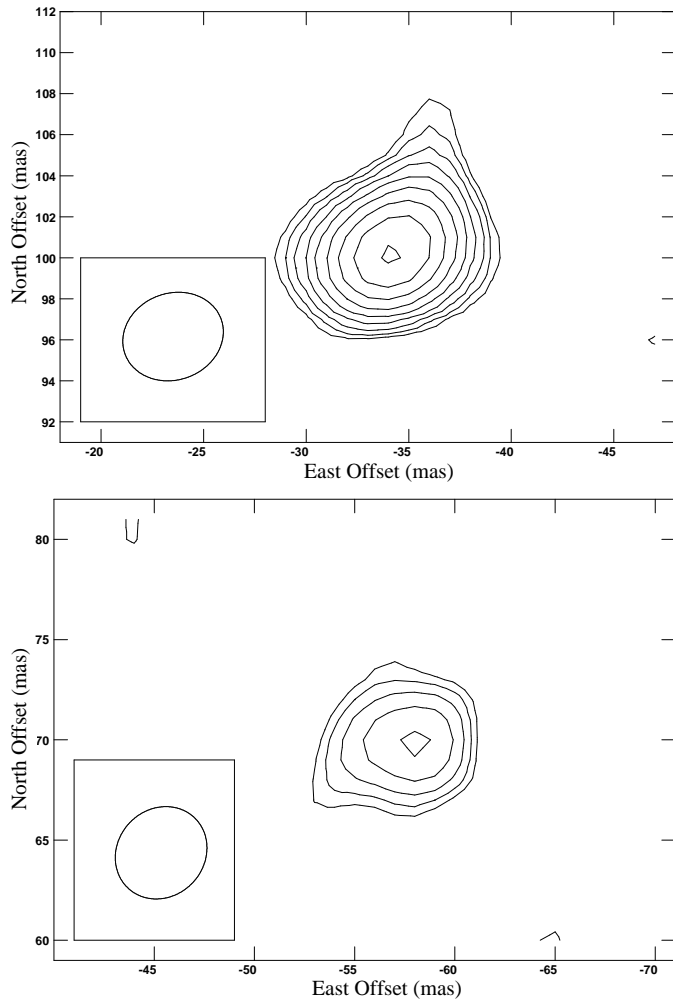 112
110
108
106
104
102
100
98
96
94
92
North Offset (mas)
-20 -25 -30 -35 -40 -45
East Offset (mas)
80
75
70
65
60
North Offset (mas)
-45 -50 -55 -60 -65 -70
East Offset (mas)